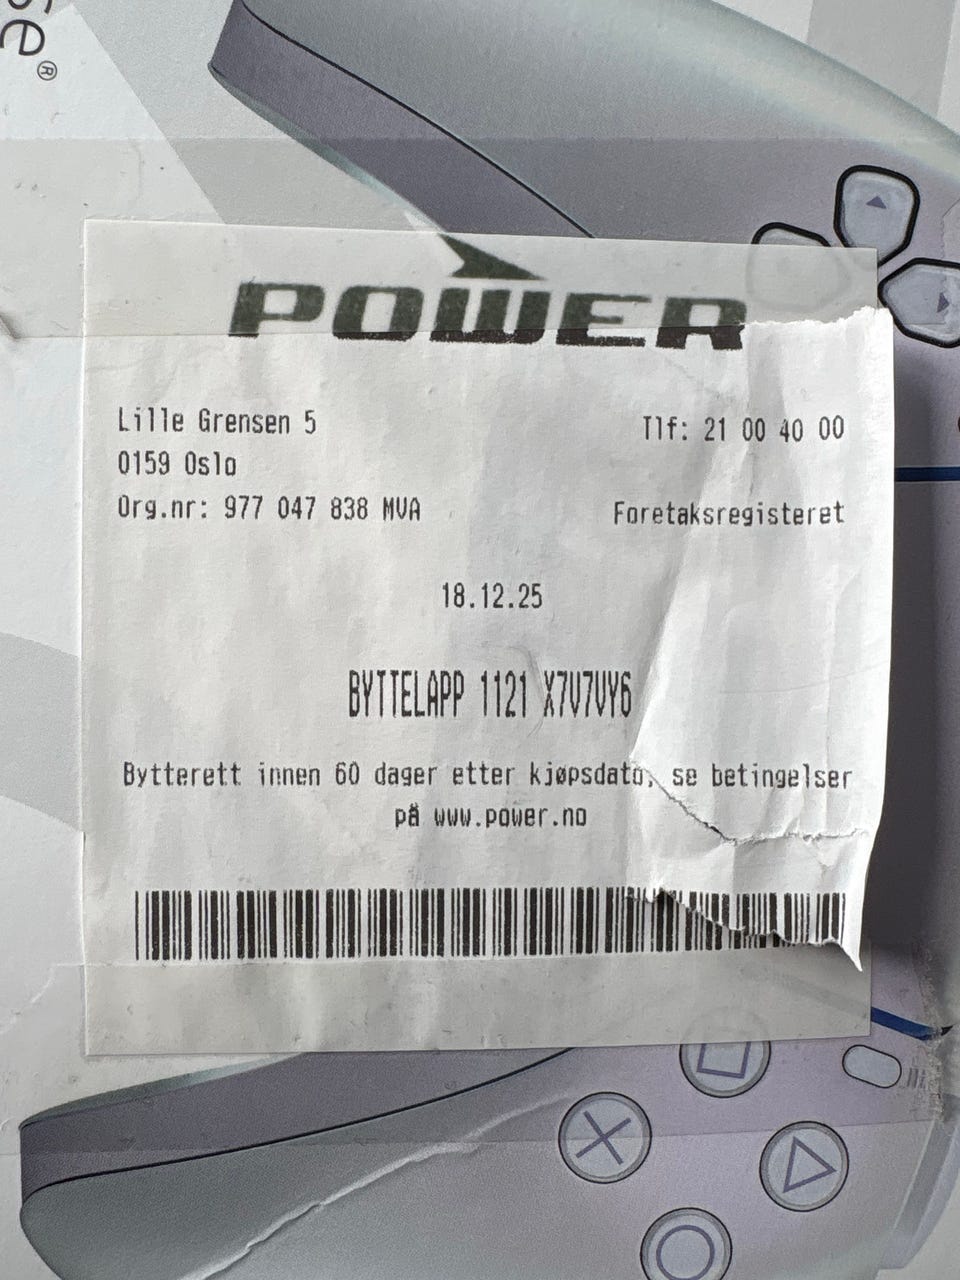 se®
POWER
Lille Grensen 5
Tlf: 21 00 40 00
0159 Oslo
Org.nr: 977 047 838 MVA
Foretaksregisteret
18.12.25
BYTTELAPP 1121 X7V7VY6
Bytterett innen 60 dager etter kjøpsdato, se betingelser
på www.power.no